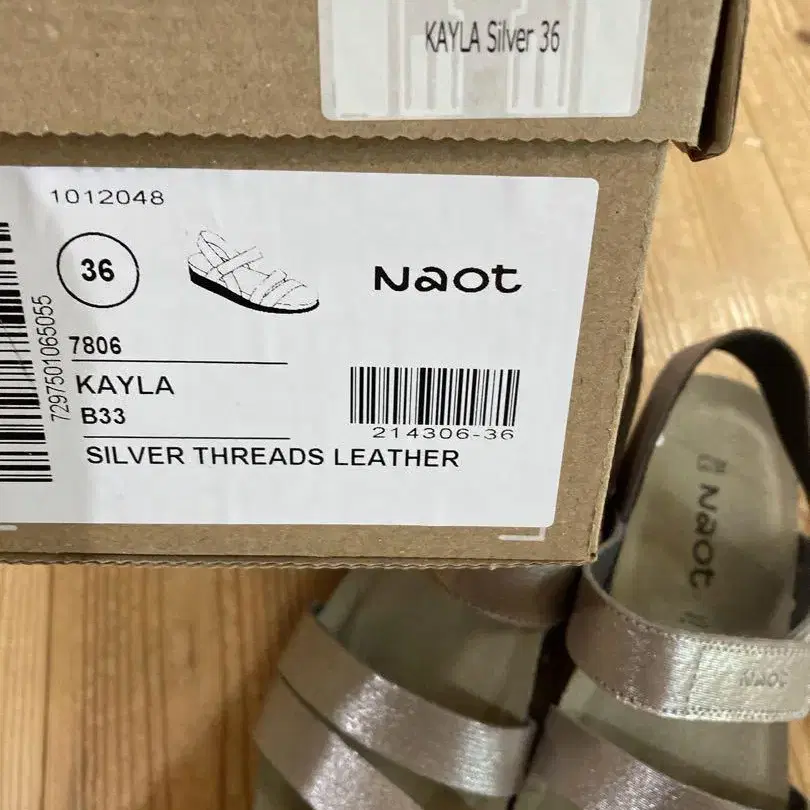 KAYLA Silver 36
1012048
36
Naot
7806
KAYLA
B33
SILVER THREADS LEATHER
214306-36
7297501065055
Naot
Naot